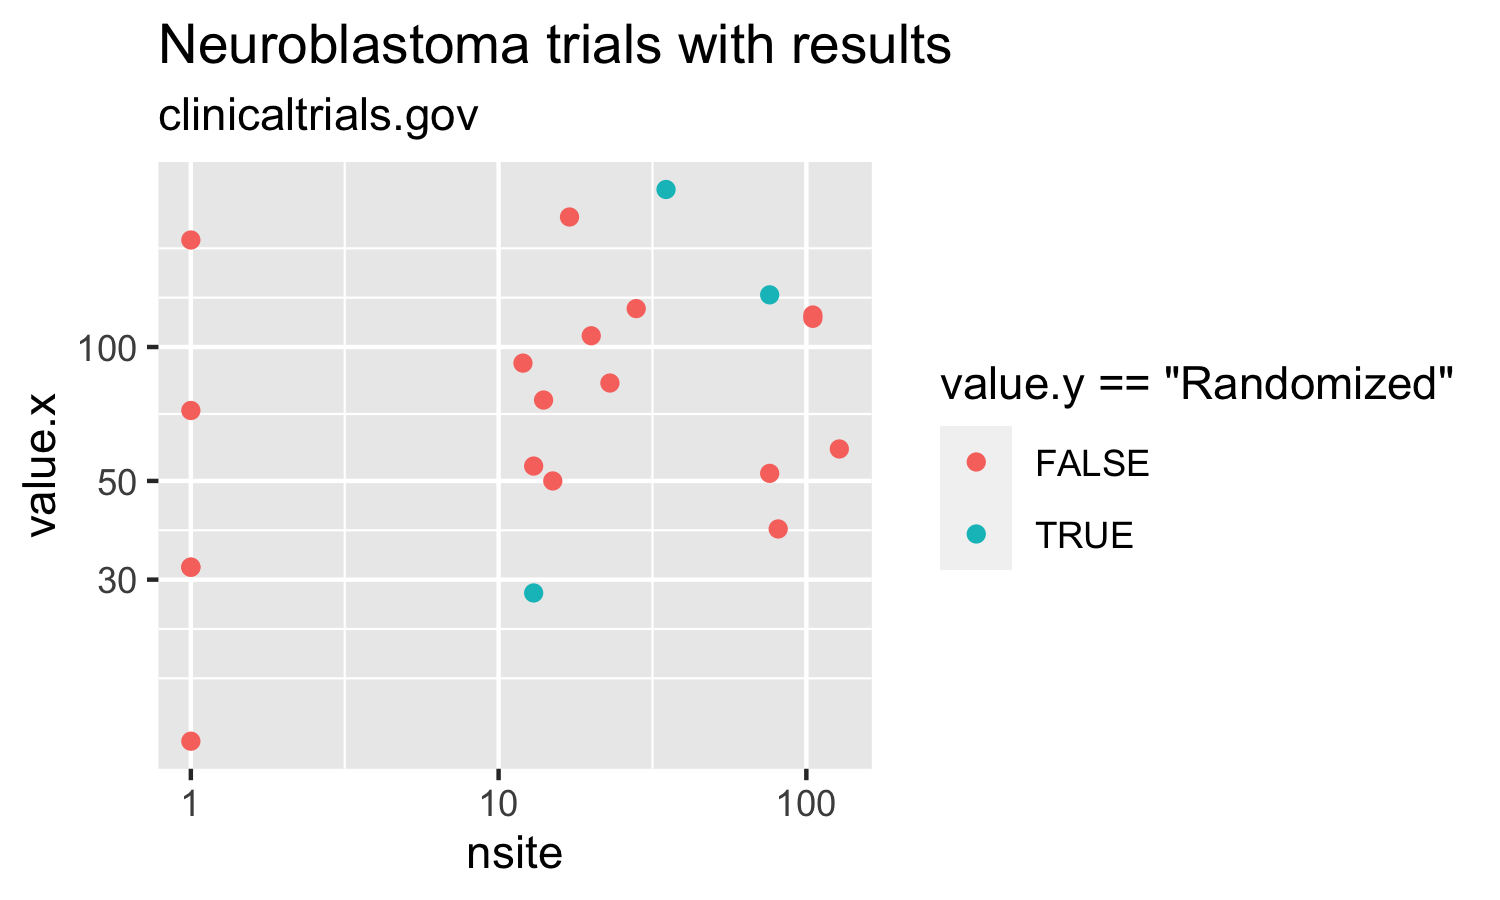 Neuroblastoma trials with results
clinicaltrials.gov
value.x
100
50
30
1 10 100
nsite
value.y == "Randomized"
FALSE
TRUE